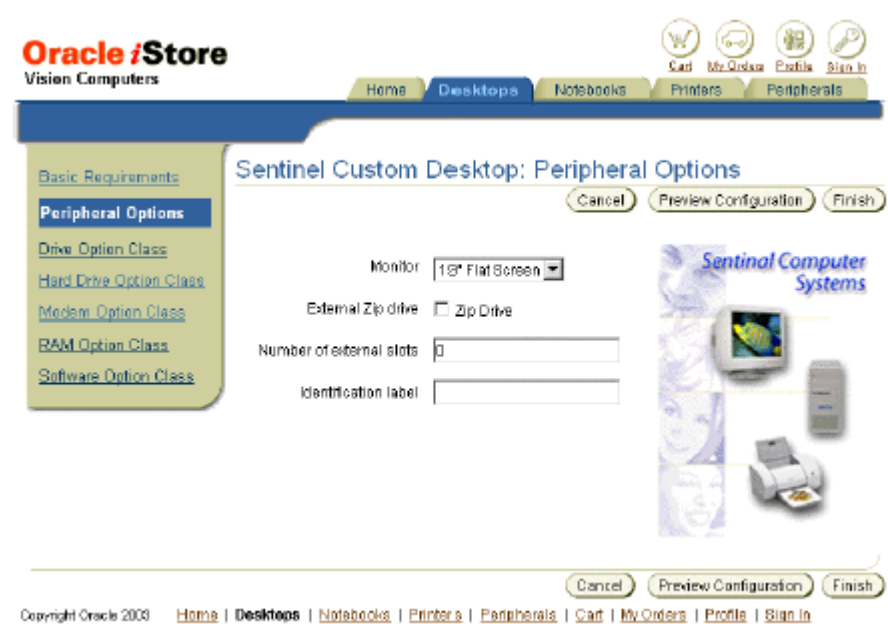 Oracle iStore
Vision Computers
Cart My Orders Profile Sign In
Home Desktops Notebooks Printers Peripherals
Basic Requirements
Peripheral Options
Drive Option Class
Hard Drive Option Class
Modem Option Class
RAM Option Class
Software Option Class
Sentinel Custom Desktop: Peripheral Options
Cancel Preview Configuration Finish
Monitor 19" Flat Screen
External Zip drive Zip Drive
Number of external slots 0
Identification label
Sentinal Computer
Systems
Cancel Preview Configuration Finish
Copyright Oracle 2003 Home | Desktops | Notebooks | Printers | Peripherals | Cart | My Orders | Profile | Sign In